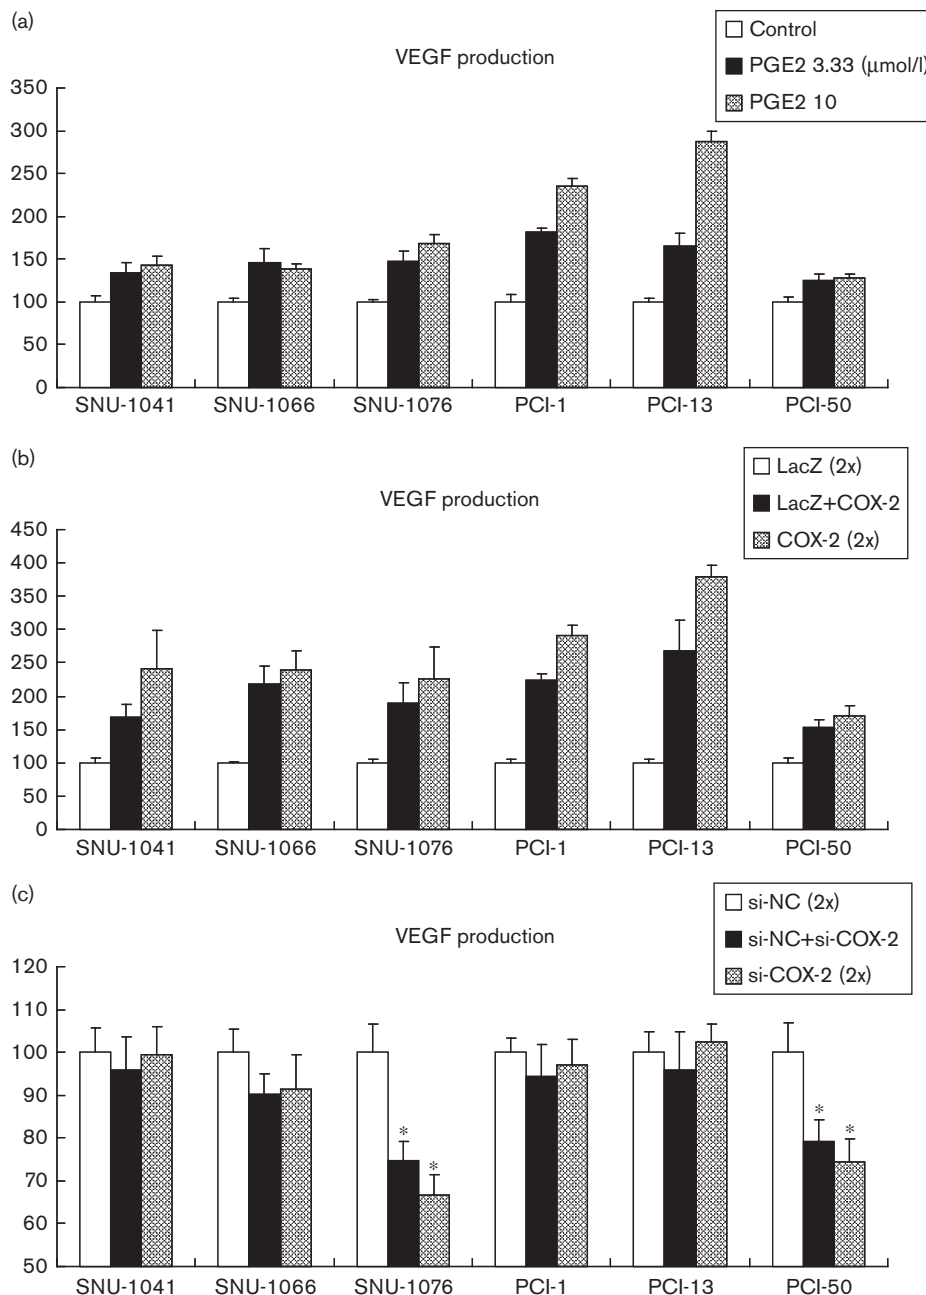 (a)
VEGF production
Control
PGE2 3.33 (μmol/l)
PGE2 10
350
300
250
200
150
100
50
0
SNU-1041 SNU-1066 SNU-1076 PCI-1 PCI-13 PCI-50
(b)
VEGF production
LacZ (2x)
LacZ+COX-2
COX-2 (2x)
450
400
350
300
250
200
150
100
50
0
SNU-1041 SNU-1066 SNU-1076 PCI-1 PCI-13 PCI-50
(c)
VEGF production
si-NC (2x)
si-NC+si-COX-2
si-COX-2 (2x)
120
110
100
90
80
70
60
50
* *
* *
SNU-1041 SNU-1066 SNU-1076 PCI-1 PCI-13 PCI-50